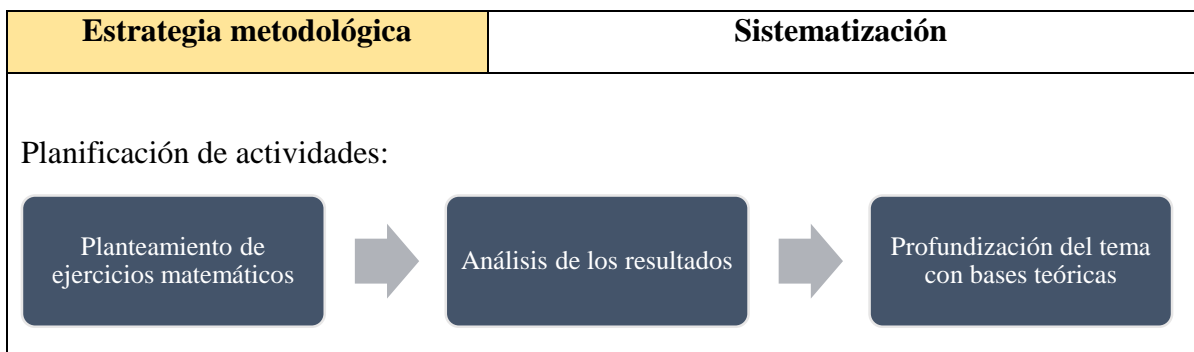 Estrategia metodológica
Sistematización
Planificación de actividades:
Planteamiento de
ejercicios matemáticos
Análisis de los resultados
Profundización del tema
con bases teóricas